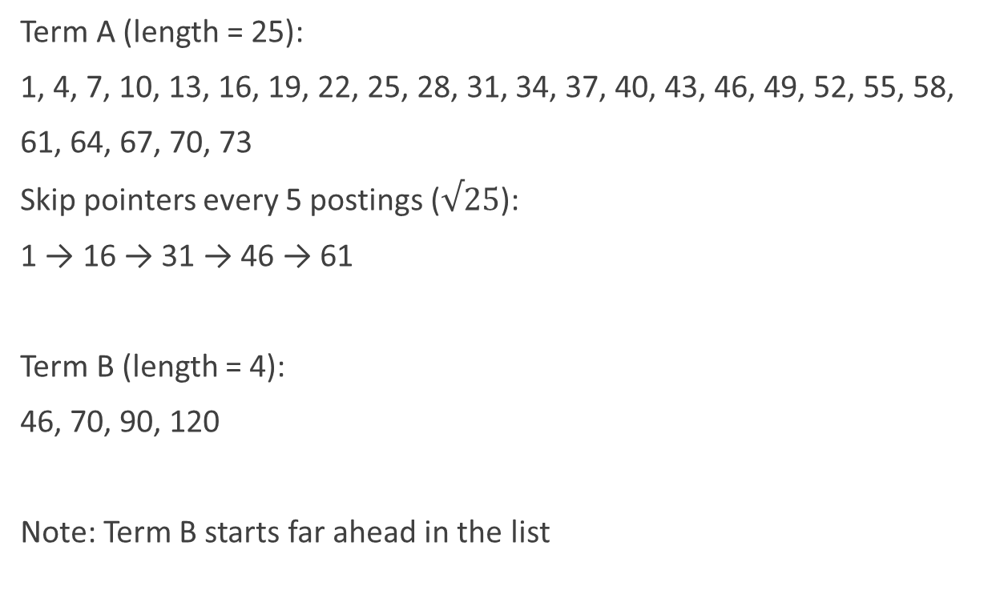 Term A (length = 25):
1, 4, 7, 10, 13, 16, 19, 22, 25, 28, 31, 34, 37, 40, 43, 46, 49, 52, 55, 58,
61, 64, 67, 70, 73
Skip pointers every 5 postings (√25):
1 → 16 → 31 → 46 → 61
Term B (length = 4):
46, 70, 90, 120
Note: Term B starts far ahead in the list